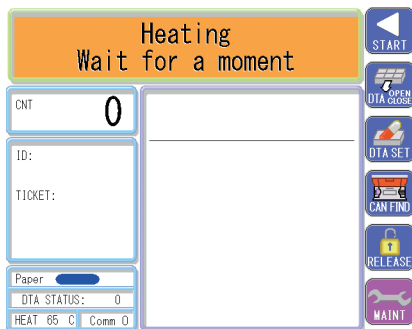 Heating
Wait for a moment
START
CNT 0
OPEN
DTA CLOSE
ID:
DTA SET
TICKET:
CAN FIND
RELEASE
Paper
DTA STATUS: 0
HEAT 65 C Comm 0
MAINT